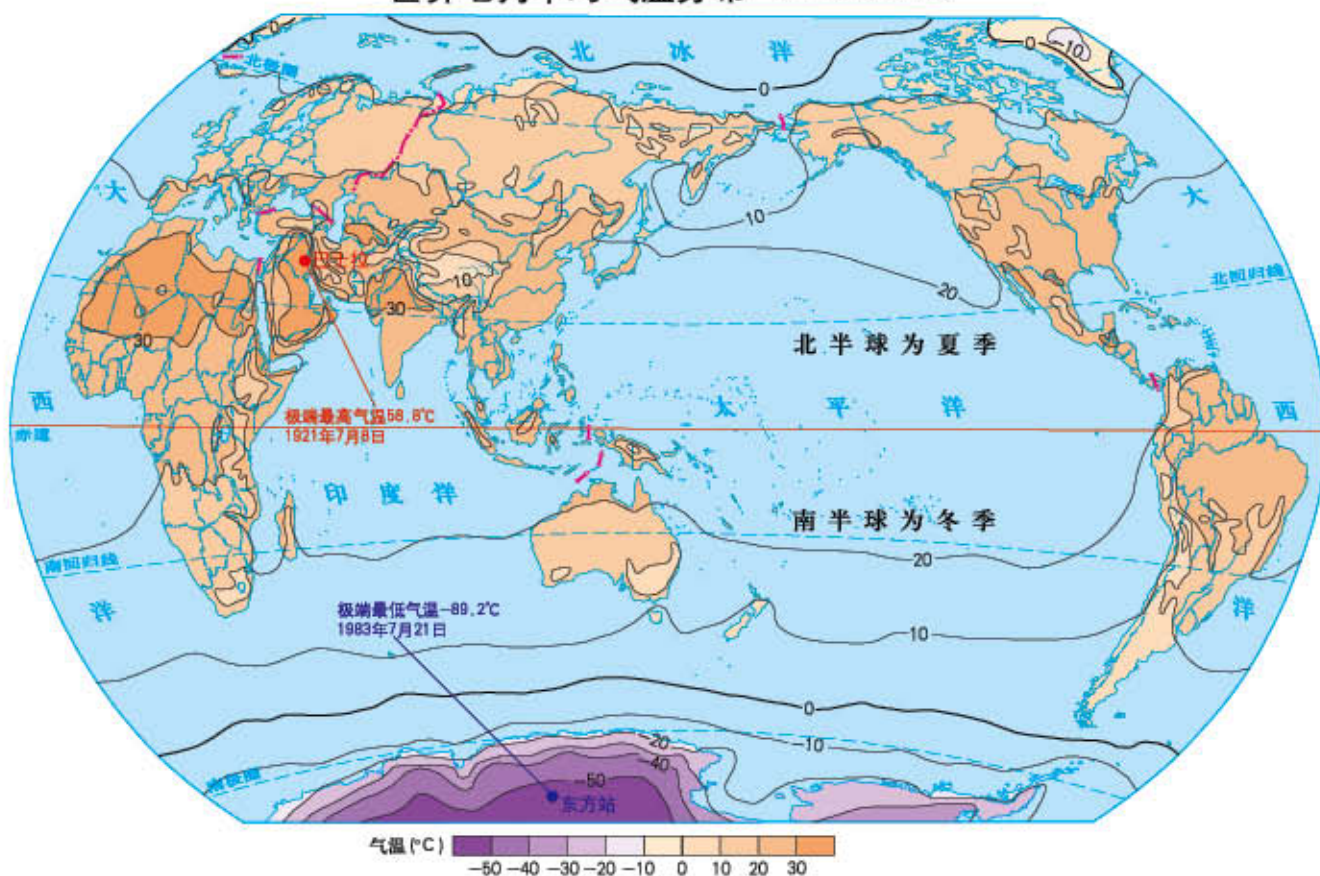 北冰洋
-10
0
0
北极圈
大
大
10
巴士拉
20
10
北回归线
30
30
北半球为夏季
西
太平洋
西
极端最高气温58.8℃
1921年7月8日
赤道
印度洋
南半球为冬季
20
南回归线
洋
洋
极端最低气温-89.2℃
1983年7月21日
10
0
-10
-20
-40
南极圈
-50
东方站
气温(℃)
-50 -40 -30 -20 -10 0 10 20 30